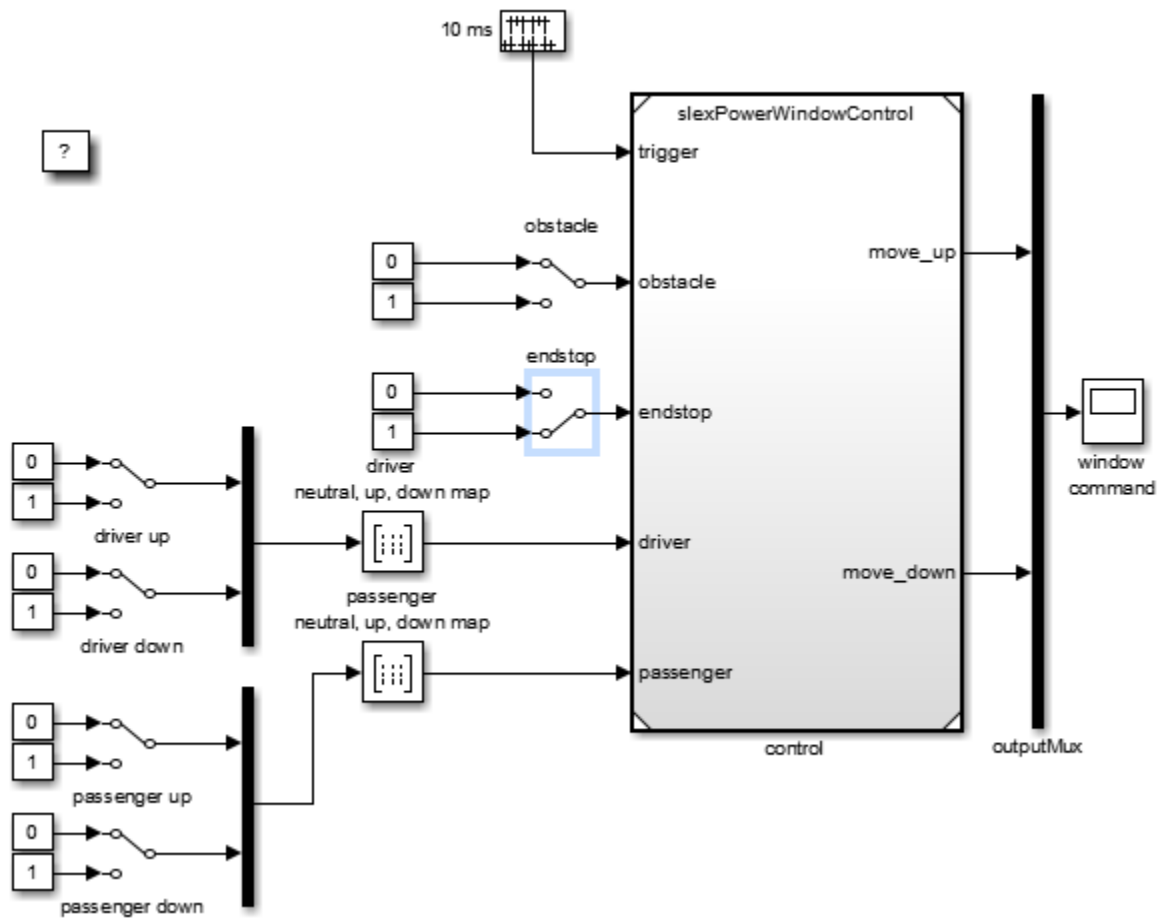 10 ms
slexPowerWindowControl
trigger
?
obstacle
0
1
obstacle
move_up
endstop
0
1
endstop
driver
neutral, up, down map
0
1
driver up
driver
0
1
driver down
passenger
neutral, up, down map
move_down
passenger
0
1
passenger up
0
1
passenger down
control
outputMux
window
command